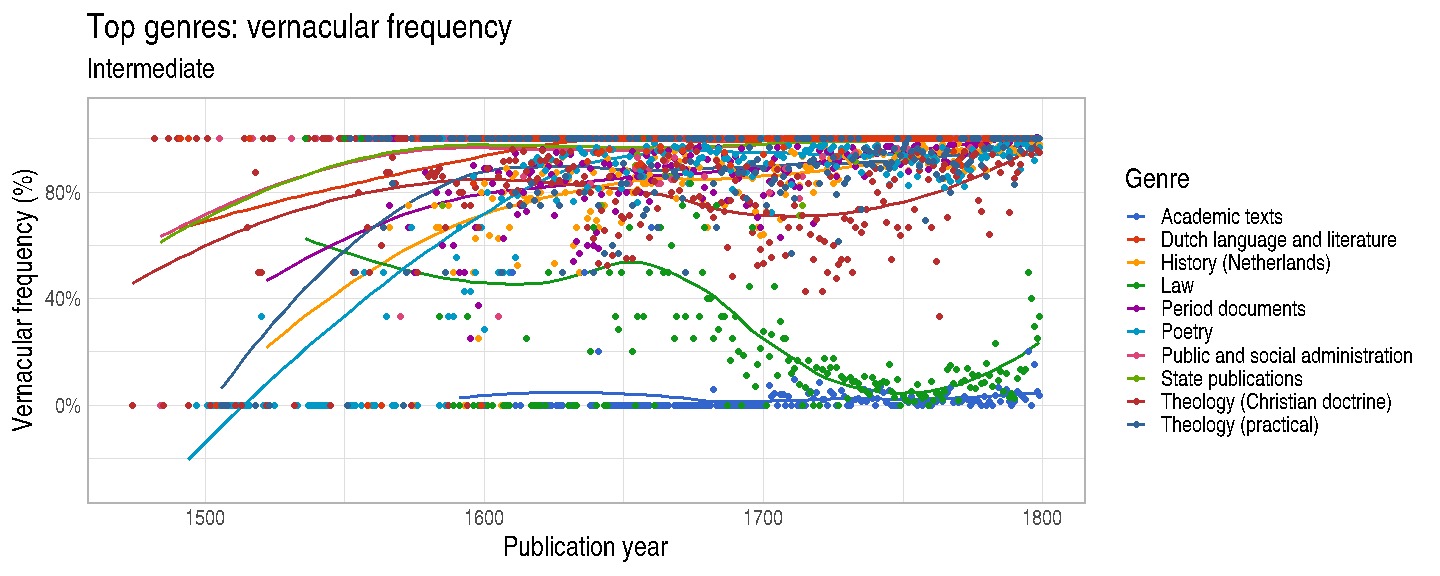 Top genres: vernacular frequency
Intermediate
Vernacular frequency (%)
80%
40%
0%
1500
1600
1700
1800
Publication year
Genre
Academic texts
Dutch language and literature
History (Netherlands)
Law
Period documents
Poetry
Public and social administration
State publications
Theology (Christian doctrine)
Theology (practical)